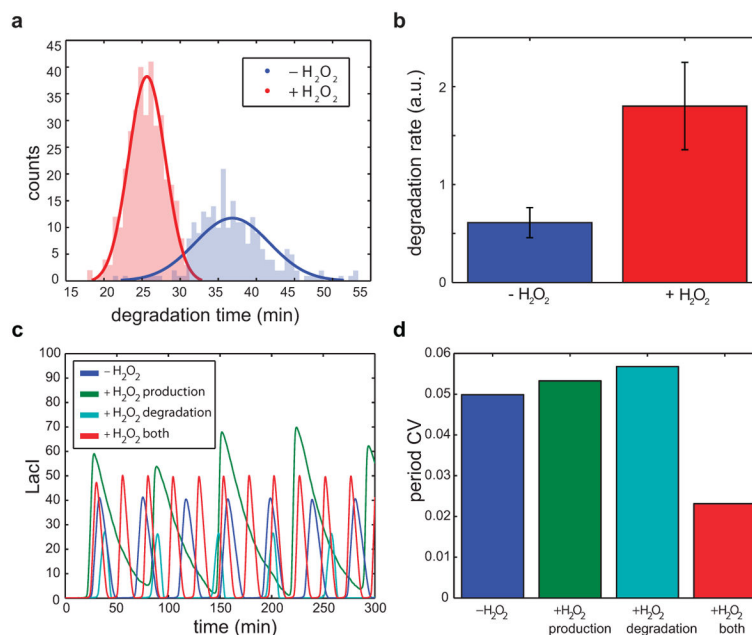 a
45
40
35
30
25
20
15
10
5
0
counts
15 20 25 30 35 40 45 50 55
degradation time (min)
− H₂O₂
+ H₂O₂
b
2
1
0
degradation rate (a.u.)
- H₂O₂ + H₂O₂
c
100
90
80
70
60
50
40
30
20
10
0
LacI
0 50 100 150 200 250 300
time (min)
− H₂O₂
+ H₂O₂ production
+ H₂O₂ degradation
+ H₂O₂ both
d
0.06
0.05
0.04
0.03
0.02
0.01
0
period CV
−H₂O₂ +H₂O₂ +H₂O₂ +H₂O₂
production degradation both